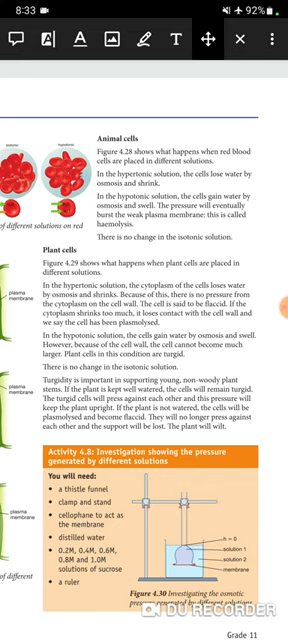 8:33
92%
A
A
T
Animal cells
Figure 4.28 shows what happens when red blood
cells are placed in different solutions.
In the hypertonic solution, the cells lose water by
osmosis and shrink.
In the hypotonic solution, the cells gain water by
osmosis and swell. The pressure will eventually
burst the weak plasma membrane: this is called
haemolysis.
There is no change in the isotonic solution.
of different solutions on red
Plant cells
Figure 4.29 shows what happens when plant cells are placed in
different solutions.
In the hypertonic solution, the cytoplasm of the cells loses water
by osmosis and shrinks. Because of this, there is no pressure from
the cytoplasm on the cell wall. The cell is said to be flaccid. If the
cytoplasm shrinks too much, it loses contact with the cell wall and
we say the cell has been plasmolysed.
plasma
membrane
In the hypotonic solution, the cells gain water by osmosis and swell.
However, because of the cell wall, the cell cannot become much
larger. Plant cells in this condition are turgid.
There is no change in the isotonic solution.
plasma
membrane
Turgidity is important in supporting young, non-woody plant
stems. If the plant is kept well watered, the cells will remain turgid.
The turgid cells will press against each other and this pressure will
keep the plant upright. If the plant is not watered, the cells will be
plasmolysed and become flaccid. They will no longer press against
each other and the support will be lost. The plant will wilt.
Activity 4.8: Investigation showing the pressure
generated by different solutions
You will need:
• a thistle funnel
• clamp and stand
• cellophane to act as
the membrane
• distilled water
• 0.2M, 0.4M, 0.6M,
0.8M and 1.0M
solutions of sucrose
• a ruler
plasma
membrane
of different
h = 0
solution 1
solution 2
membrane
Figure 4.30 Investigating the osmotic
pressure generated by different solutions
DU RECORDER
Grade 11